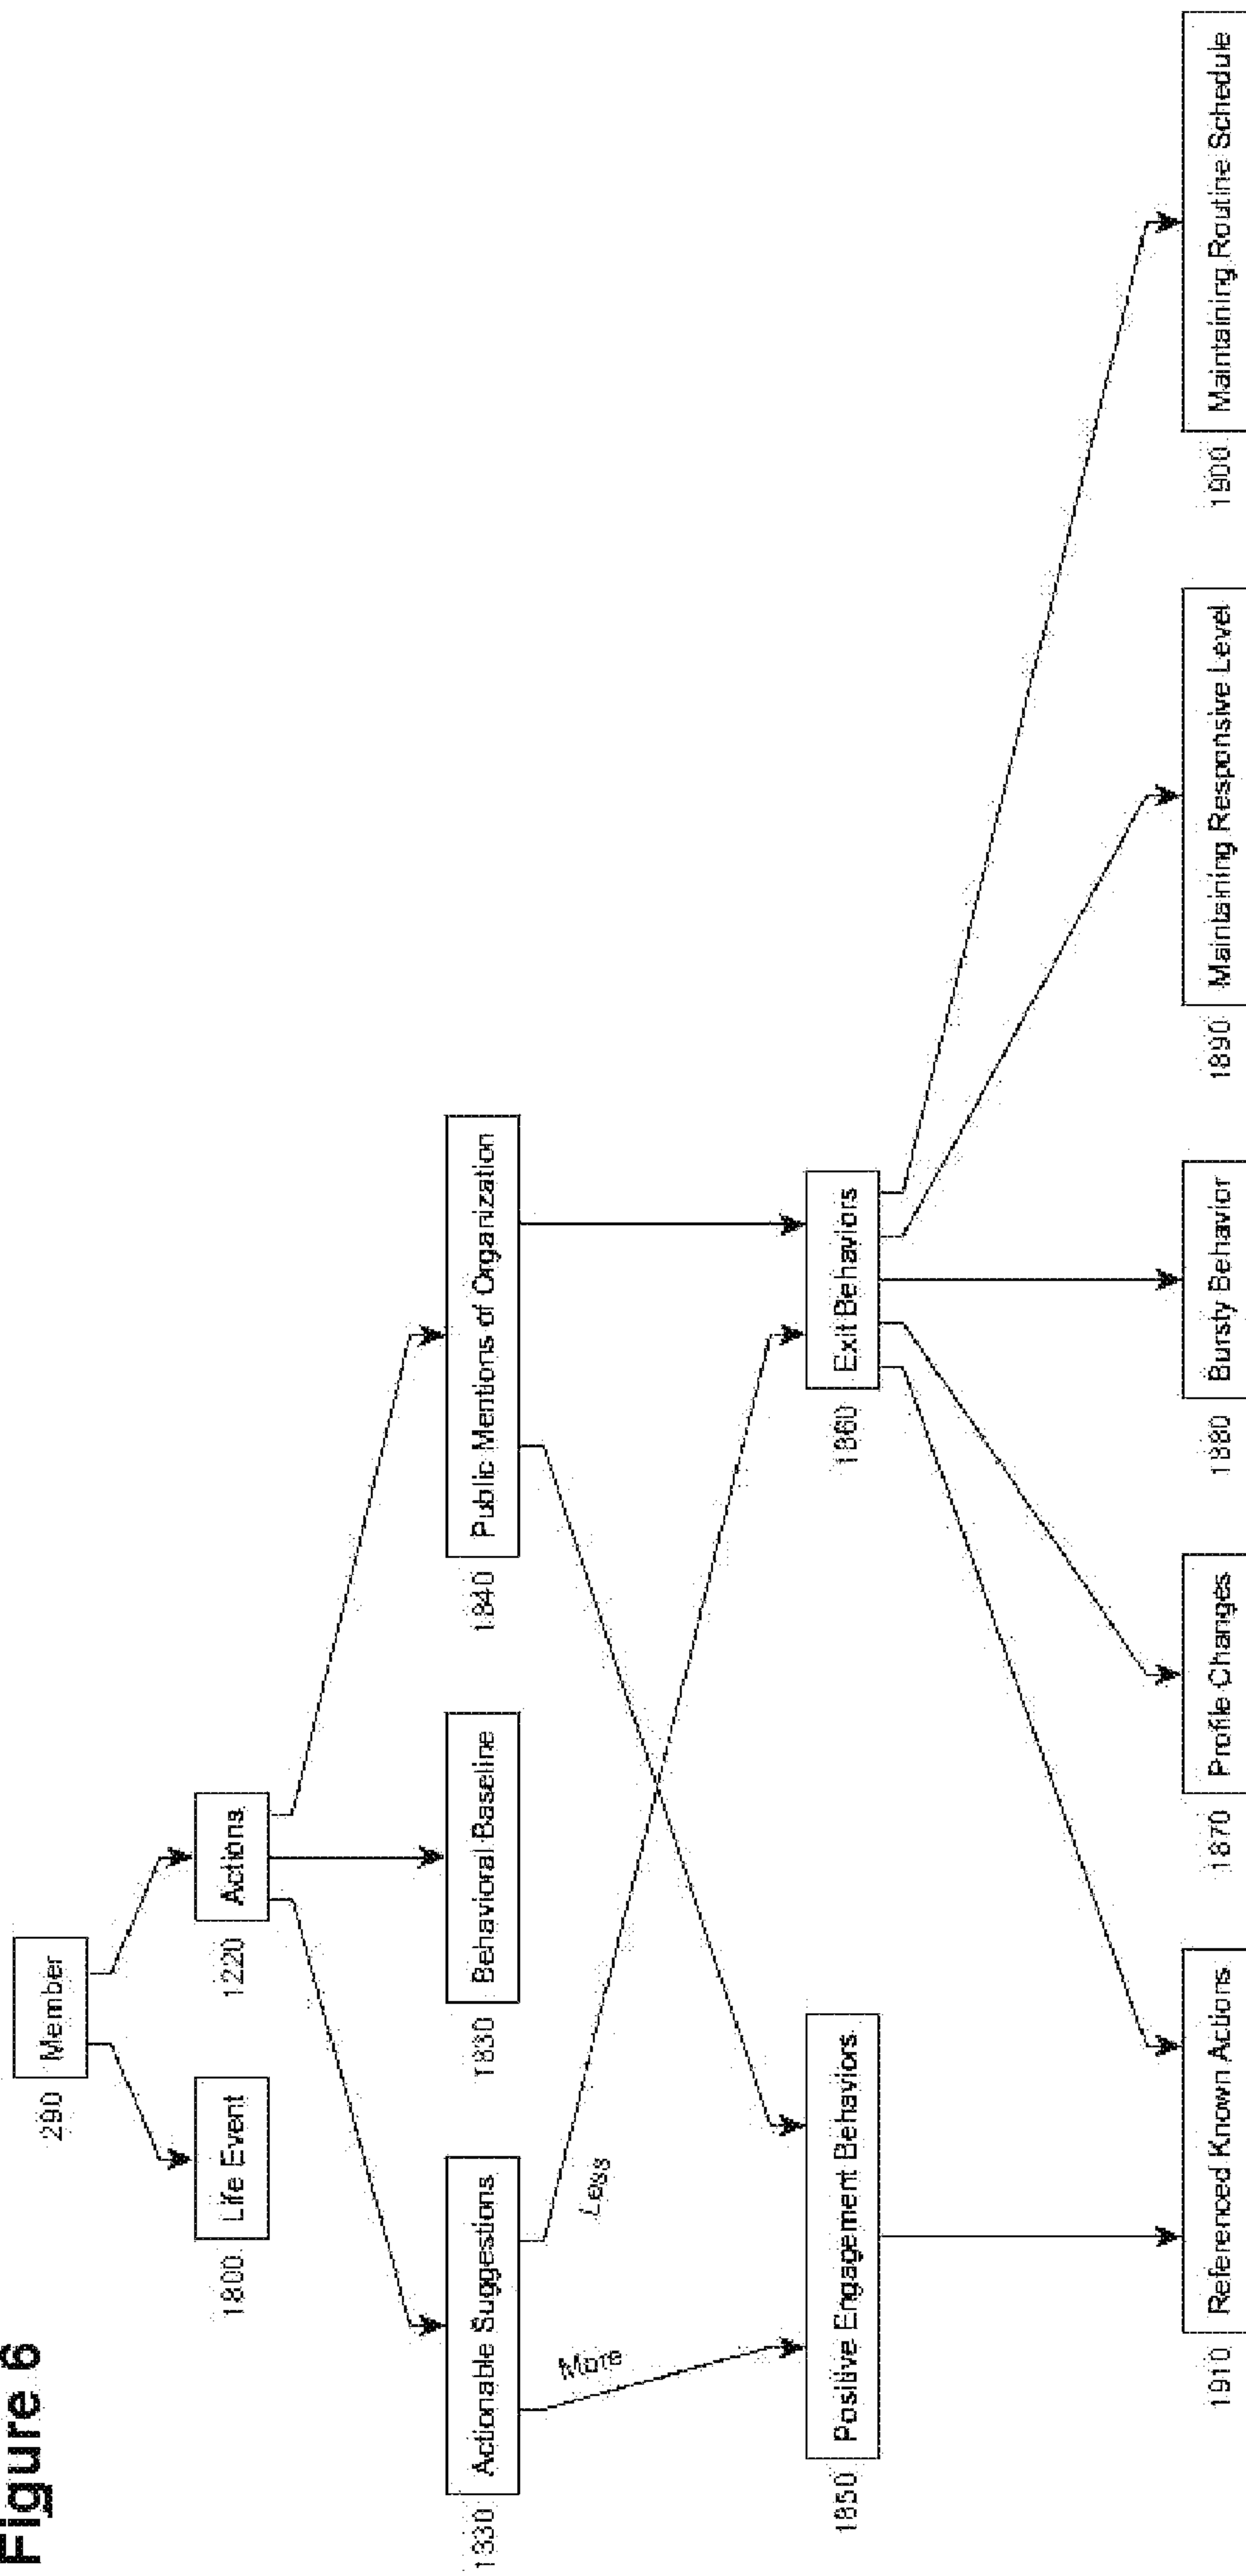 Figure 6
290 Member
1800 Life Event
1220 Actions
1330 Actionable Suggestions
1830 Behavioral Baseline
1840 Public Mentions of Organization
More
Less
1850 Positive Engagement Behaviors
1860 Exit Behaviors
1910 Referenced Known Actions
1870 Profile Changes
1880 Bursty Behavior
1890 Maintaining Responsive Level
1900 Maintaining Routine Schedule